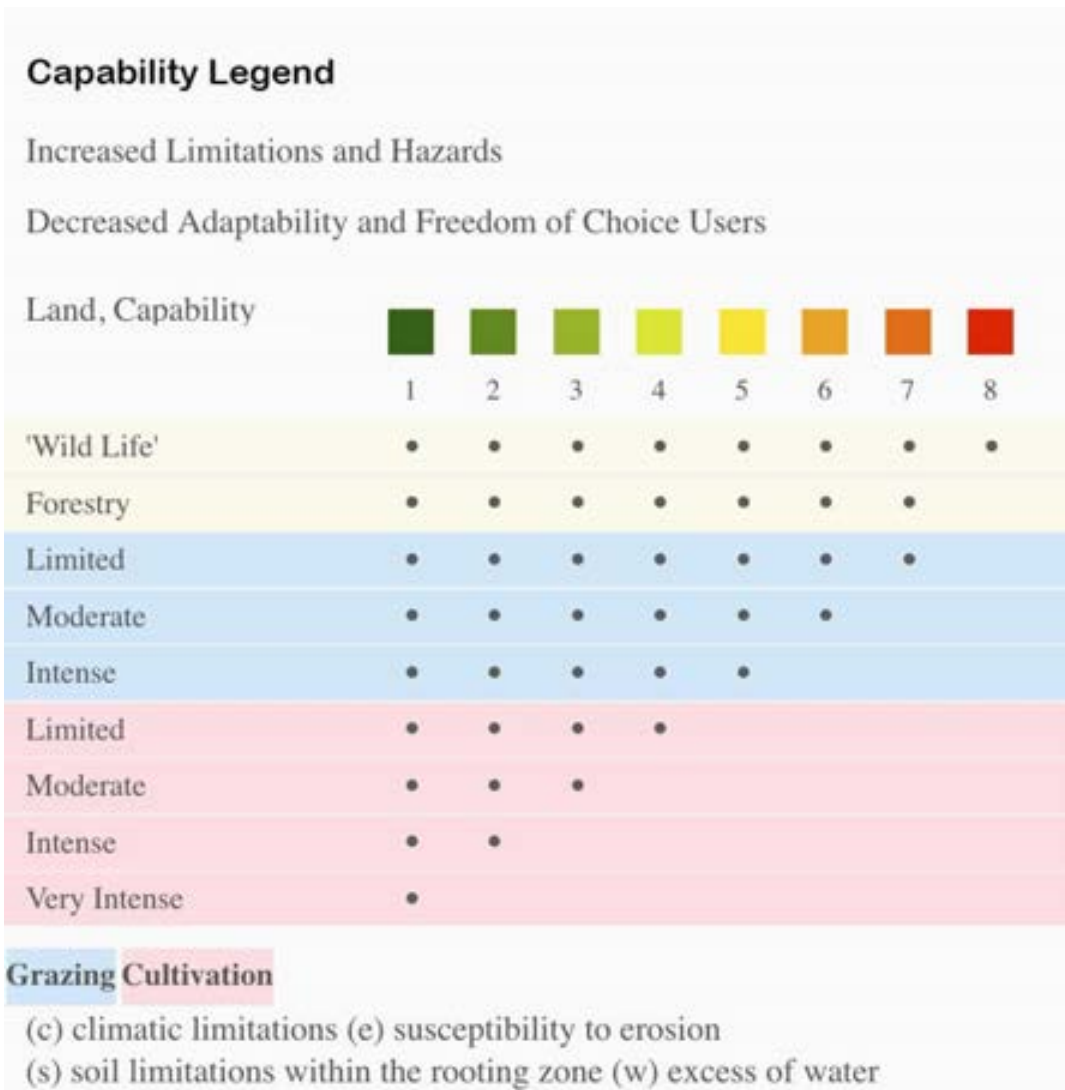 Capability Legend
Increased Limitations and Hazards
Decreased Adaptability and Freedom of Choice Users
Land, Capability
1 2 3 4 5 6 7 8
'Wild Life' • • • • • • • •
Forestry • • • • • • •
Limited • • • • • • •
Moderate • • • • • •
Intense • • • • •
Limited • • • •
Moderate • • •
Intense • •
Very Intense •
Grazing Cultivation
(c) climatic limitations (e) susceptibility to erosion
(s) soil limitations within the rooting zone (w) excess of water